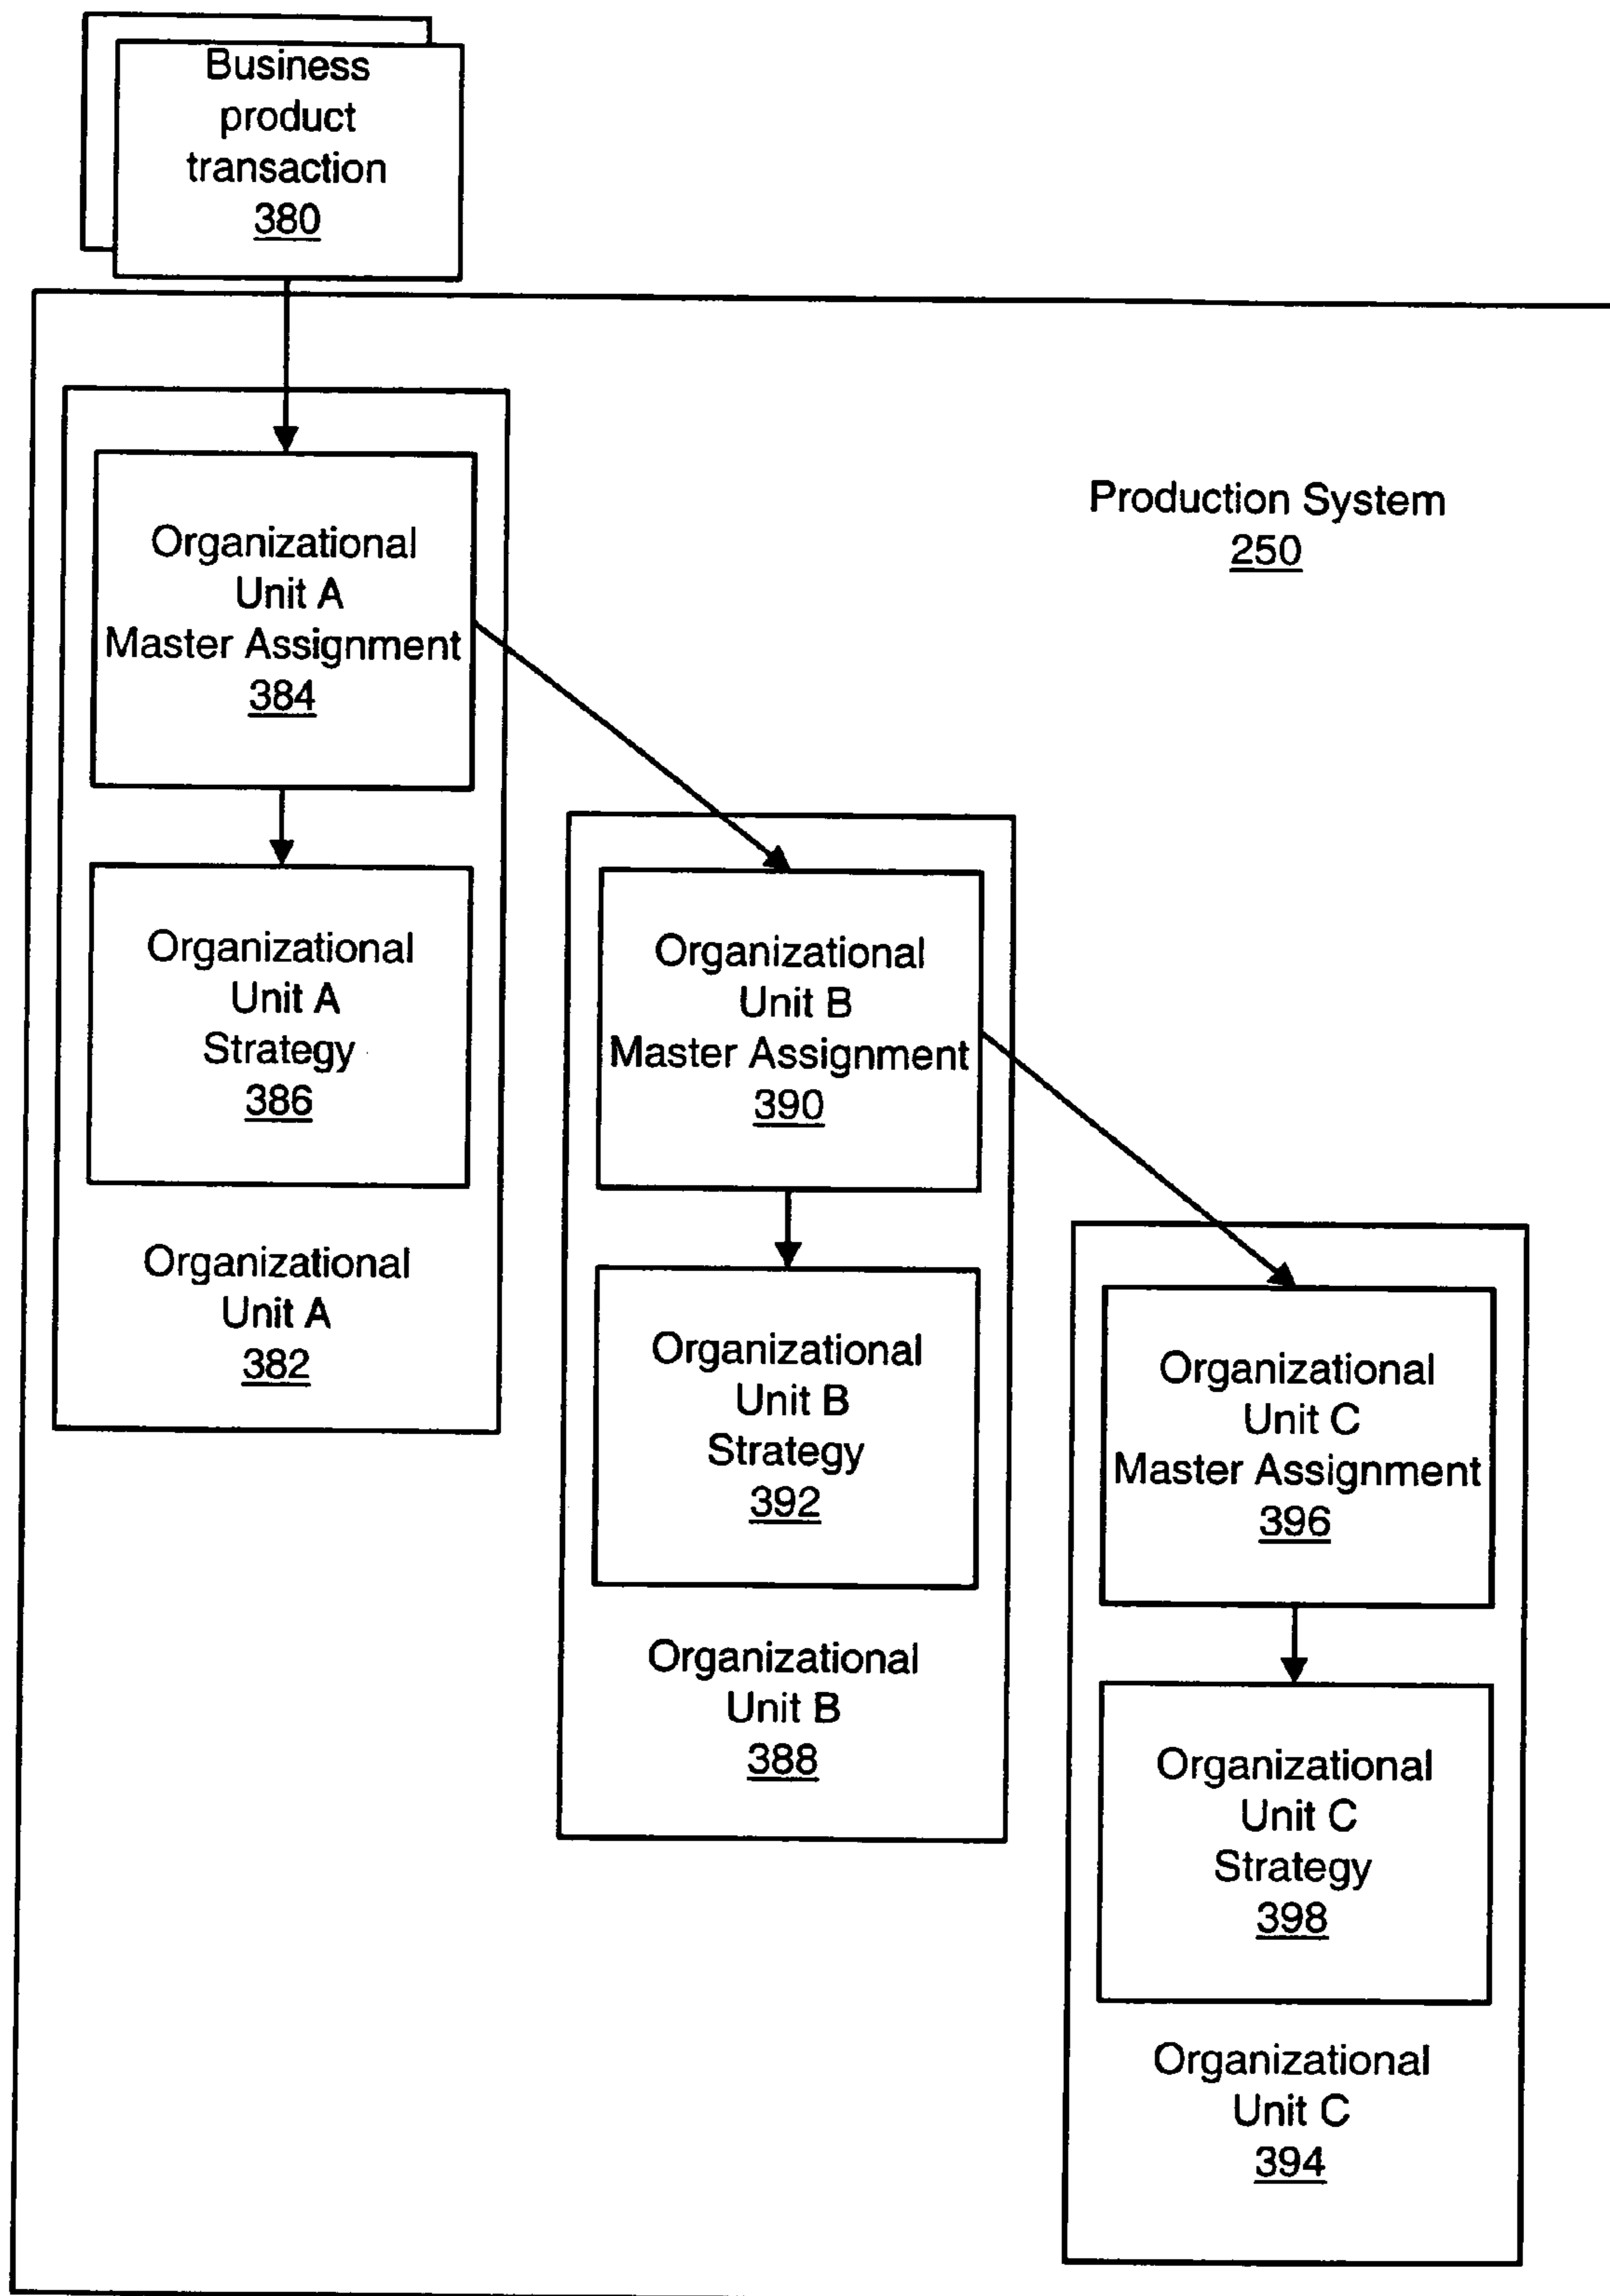 Business
product
transaction
380
Production System
250
Organizational
Unit A
Master Assignment
384
Organizational
Unit A
Strategy
386
Organizational
Unit A
382
Organizational
Unit B
Master Assignment
390
Organizational
Unit B
Strategy
392
Organizational
Unit B
388
Organizational
Unit C
Master Assignment
396
Organizational
Unit C
Strategy
398
Organizational
Unit C
394